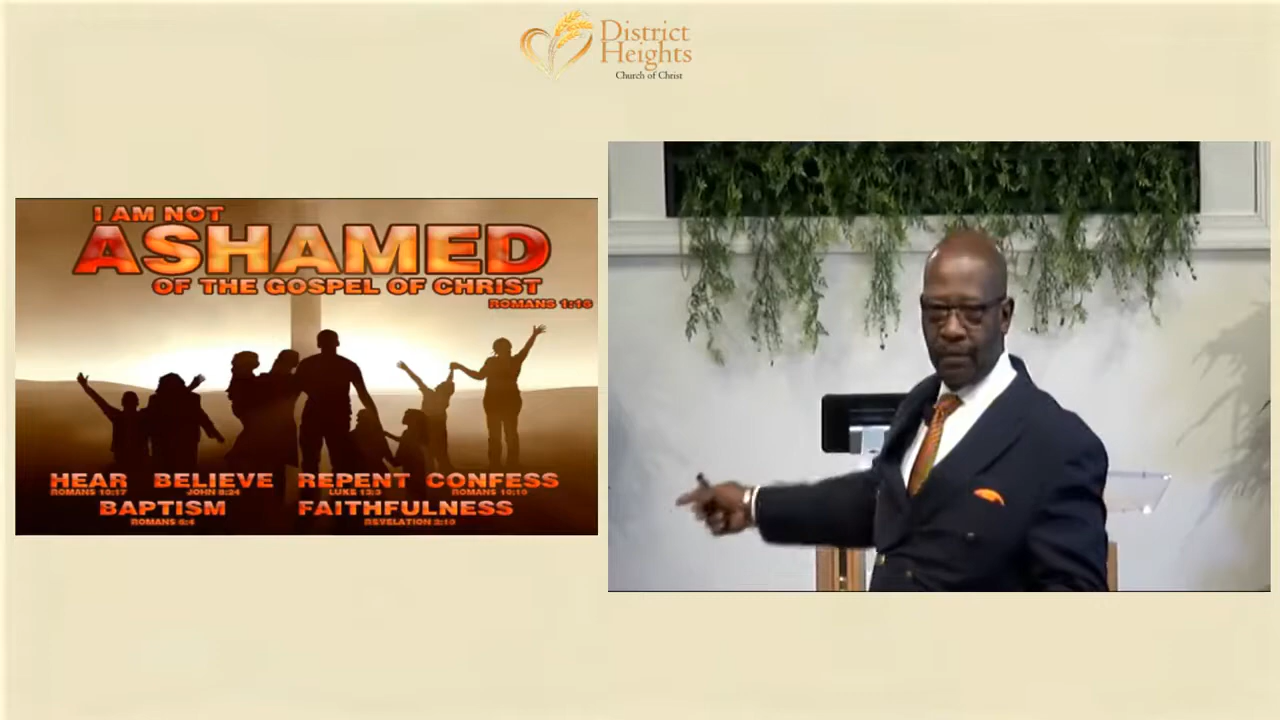 District
Heights
Church of Christ
I AM NOT
ASHAMED
OF THE GOSPEL OF CHRIST
ROMANS 1:16
HEAR BELIEVE REPENT CONFESS
ROMANS 10:17 JOHN 8:24 LUKE 13:3 ROMANS 10:10
BAPTISM FAITHFULNESS
ROMANS 6:4 REVELATION 2:10